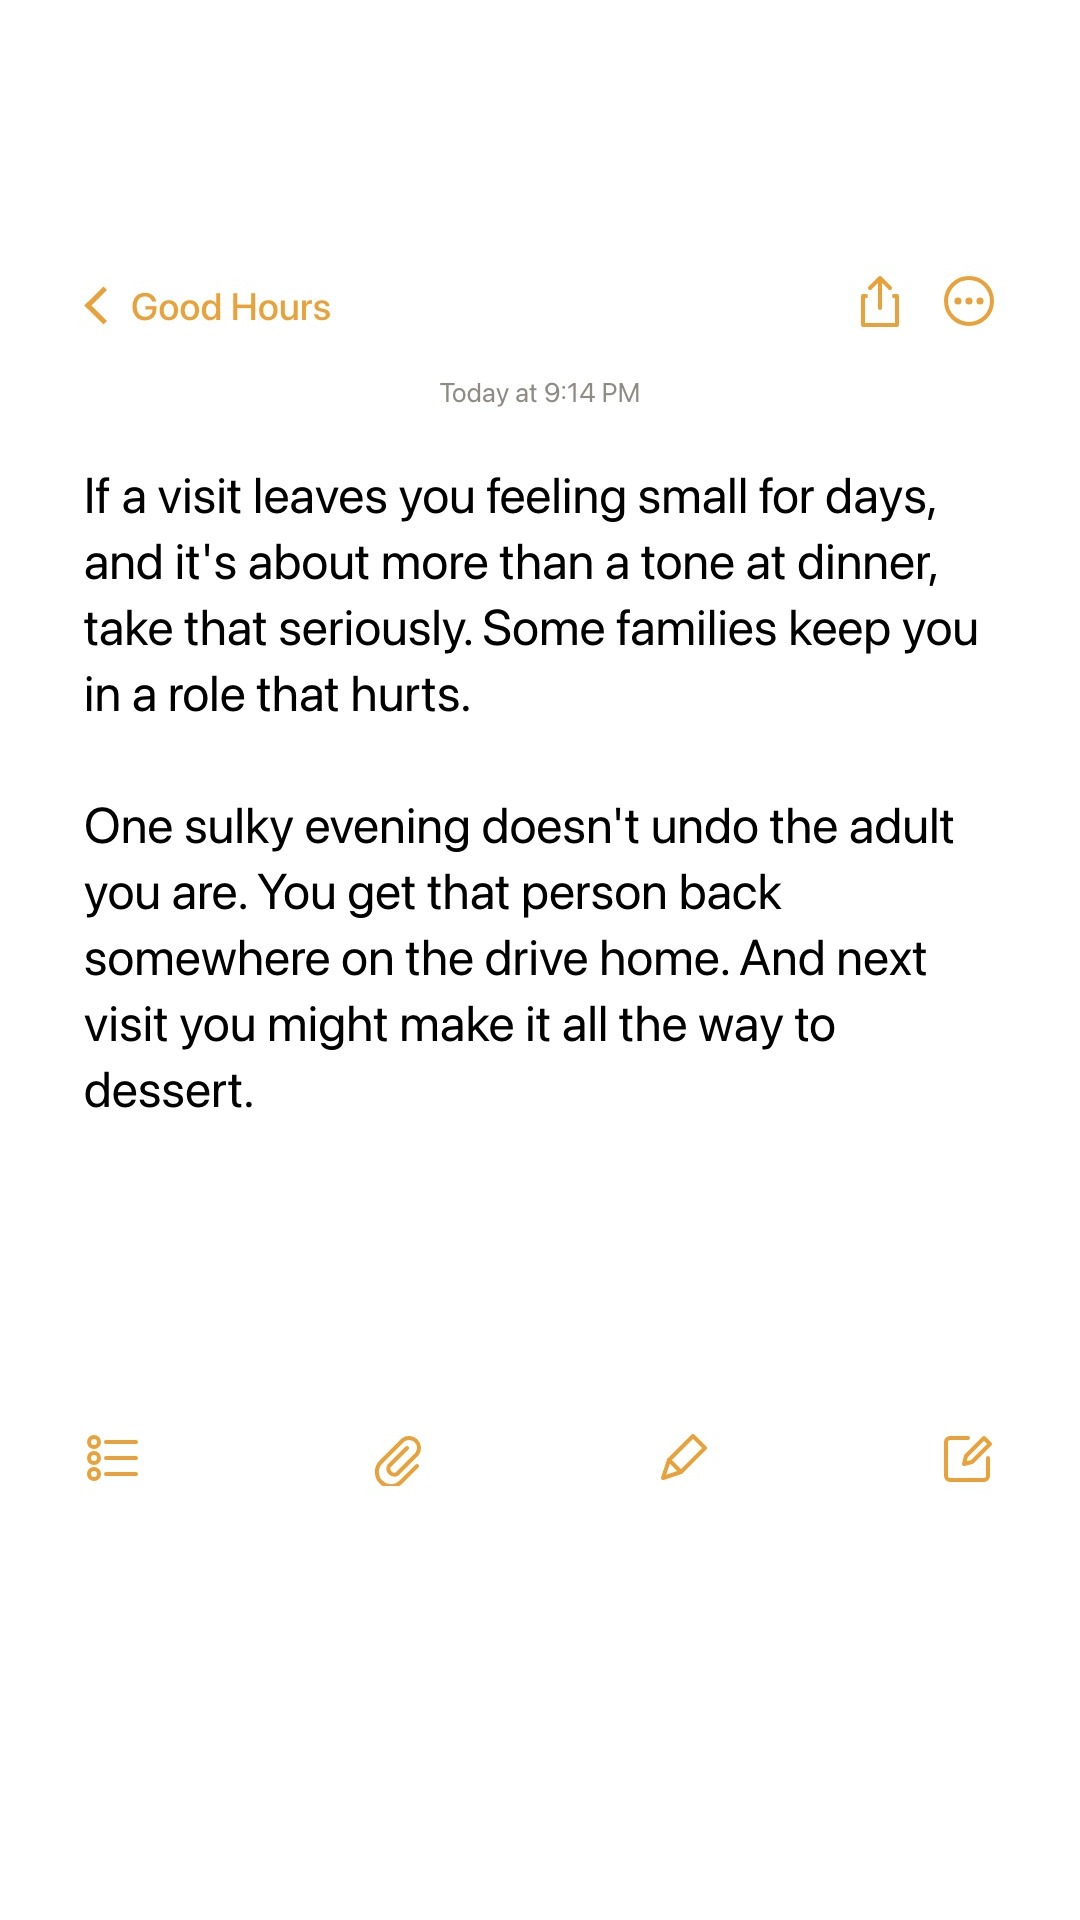 Good Hours
Today at 9:14 PM
If a visit leaves you feeling small for days,
and it's about more than a tone at dinner,
take that seriously. Some families keep you
in a role that hurts.
One sulky evening doesn't undo the adult
you are. You get that person back
somewhere on the drive home. And next
visit you might make it all the way to
dessert.